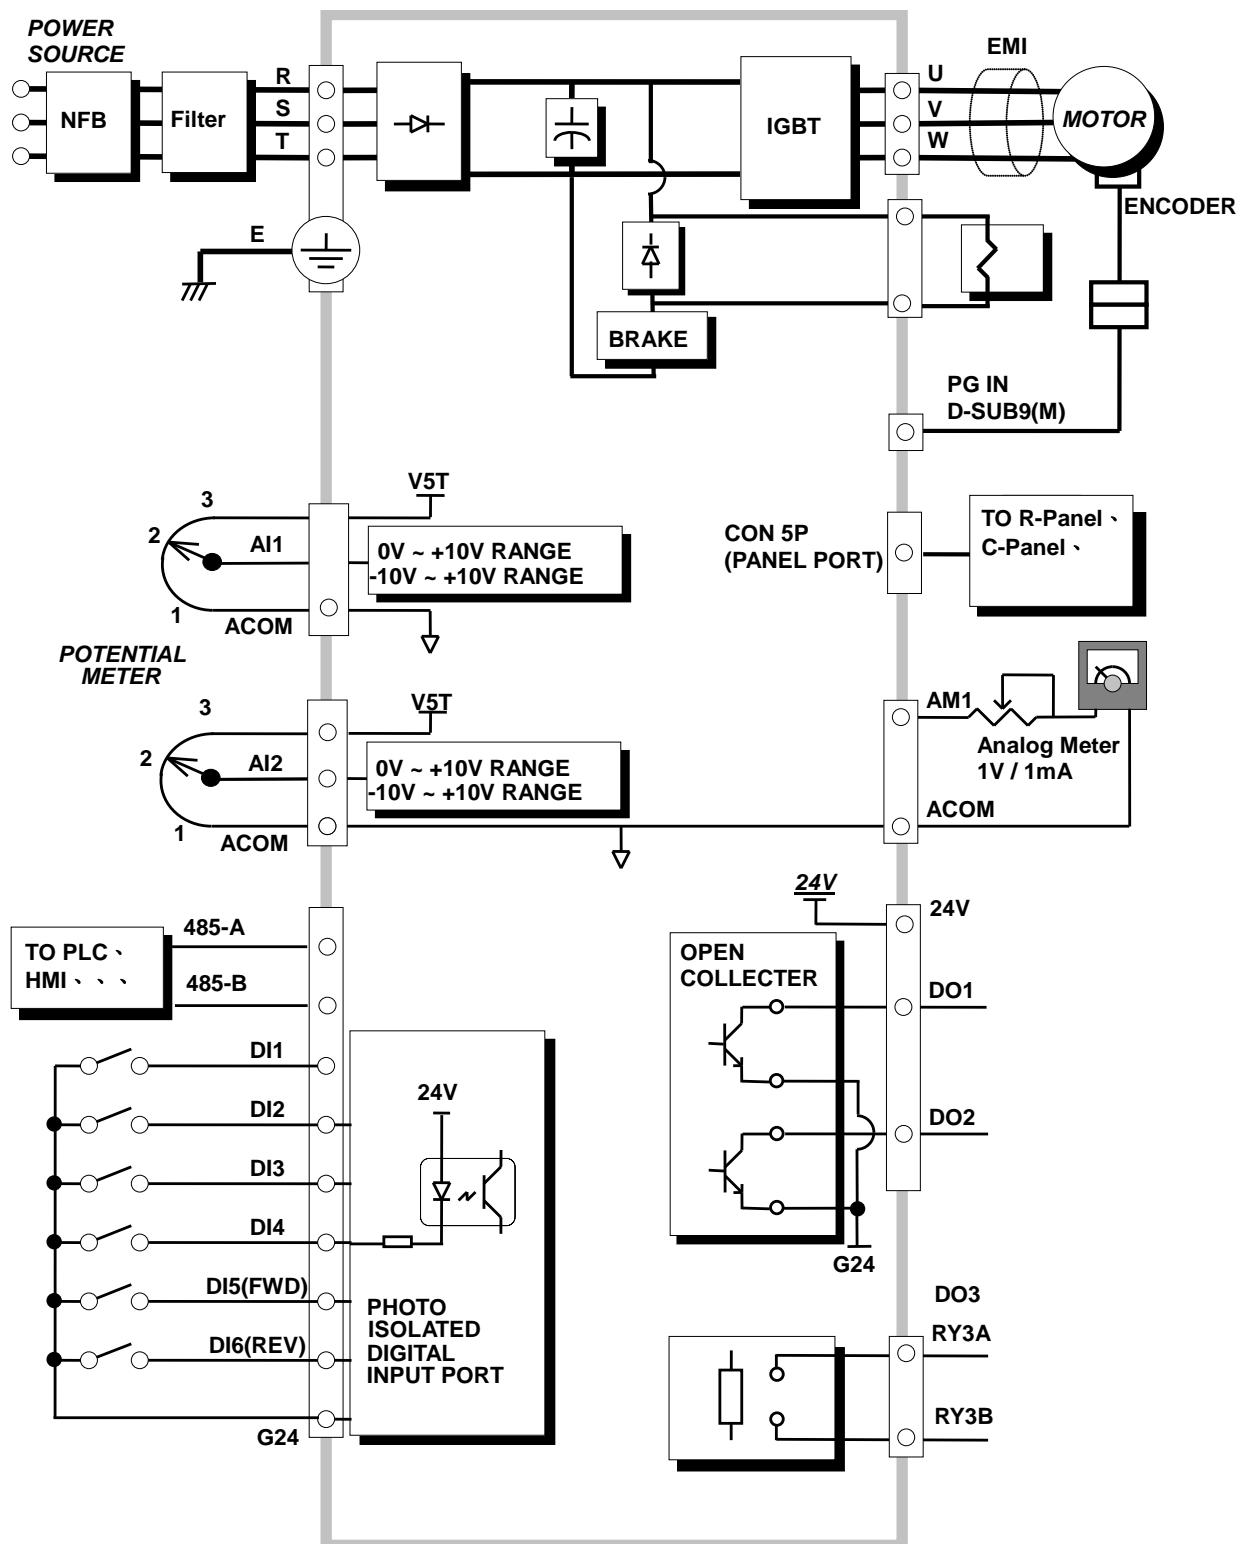 POWER
SOURCE
NFB
Filter
R
S
T
E
IGBT
BRAKE
U
V
W
EMI
MOTOR
ENCODER
PG IN
D-SUB9(M)
3
2
1
AI1
ACOM
V5T
0V ~ +10V RANGE
-10V ~ +10V RANGE
CON 5P
(PANEL PORT)
TO R-Panel、
C-Panel、
POTENTIAL
METER
3
2
1
AI2
ACOM
V5T
0V ~ +10V RANGE
-10V ~ +10V RANGE
AM1
Analog Meter
1V / 1mA
ACOM
TO PLC、
HMI、、、
485-A
485-B
DI1
DI2
DI3
DI4
DI5(FWD)
DI6(REV)
G24
24V
PHOTO
ISOLATED
DIGITAL
INPUT PORT
24V
24V
OPEN
COLLECTER
DO1
DO2
G24
DO3
RY3A
RY3B